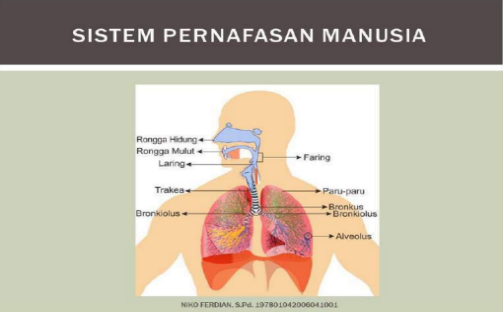 SISTEM PERNAFASAN MANUSIA
Rongga Hidung
Rongga Mulut
Laring
Faring
Trakea
Paru-paru
Bronkus
Bronkiolus
Bronkiolus
Alveolus
NIKO FERDIAN, S.Pd. 197801042006041001